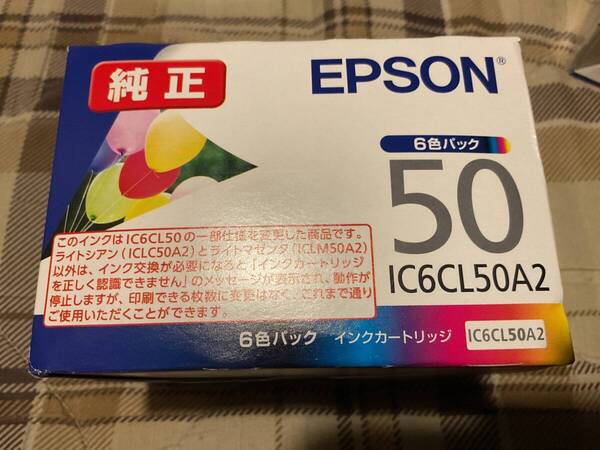 純正
EPSON®
6色パック
50
IC6CL50A2
このインクはIC6CL50の一部仕様を変更した商品です。
ライトシアン(ICLC50A2)とライトマゼンタ(ICLM50A2)
以外は、インク交換が必要になると「インクカートリッジ
を正しく認識できません」のメッセージが表示され、動作が
停止しますが、印刷できる枚数に変更はなく、これまで通り
ご使用いただくことができます。
6色パック インクカートリッジ IC6CL50A2